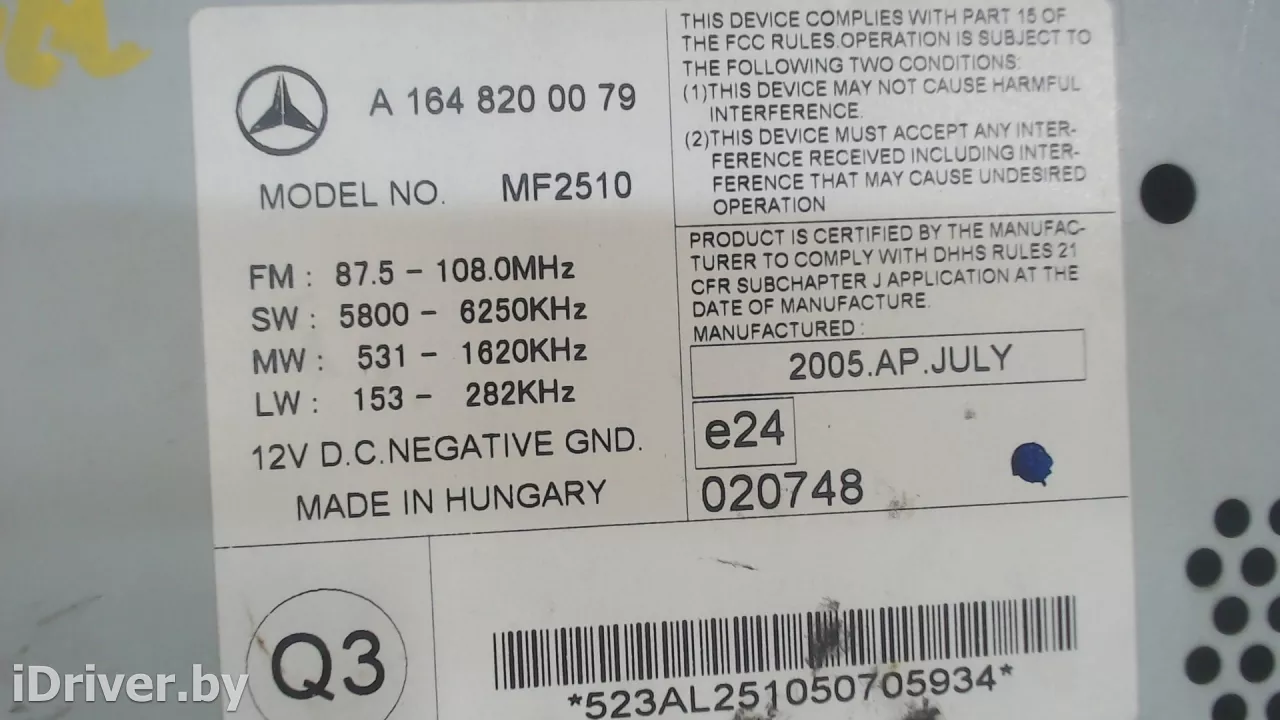 A 164 820 00 79
MODEL NO. MF2510
FM : 87.5 - 108.0MHz
SW : 5800 - 6250KHz
MW : 531 - 1620KHz
LW : 153 - 282KHz
12V D.C.NEGATIVE GND.
MADE IN HUNGARY
THIS DEVICE COMPLIES WITH PART 15 OF
THE FCC RULES.OPERATION IS SUBJECT TO
THE FOLLOWING TWO CONDITIONS:
(1)THIS DEVICE MAY NOT CAUSE HARMFUL
INTERFERENCE.
(2)THIS DEVICE MUST ACCEPT ANY INTER-
FERENCE RECEIVED INCLUDING INTER-
FERENCE THAT MAY CAUSE UNDESIRED
OPERATION
PRODUCT IS CERTIFIED BY THE MANUFAC-
TURER TO COMPLY WITH DHHS RULES 21
CFR SUBCHAPTER J APPLICATION AT THE
DATE OF MANUFACTURE.
MANUFACTURED :
2005.AP.JULY
e24
020748
Q3
*523AL251050705934*
iDriver.by